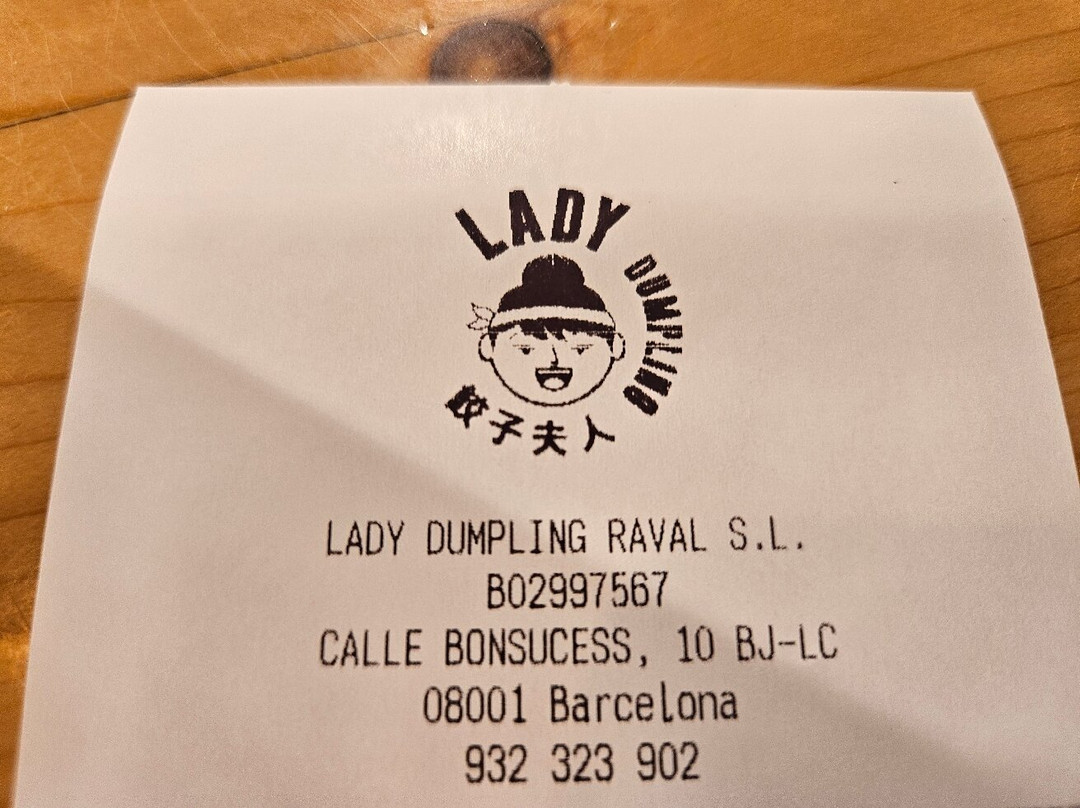 LADY
DUMPLING
餃子夫人
LADY DUMPLING RAVAL S.L.
B02997567
CALLE BONSUCESS, 10 BJ-LC
08001 Barcelona
932 323 902